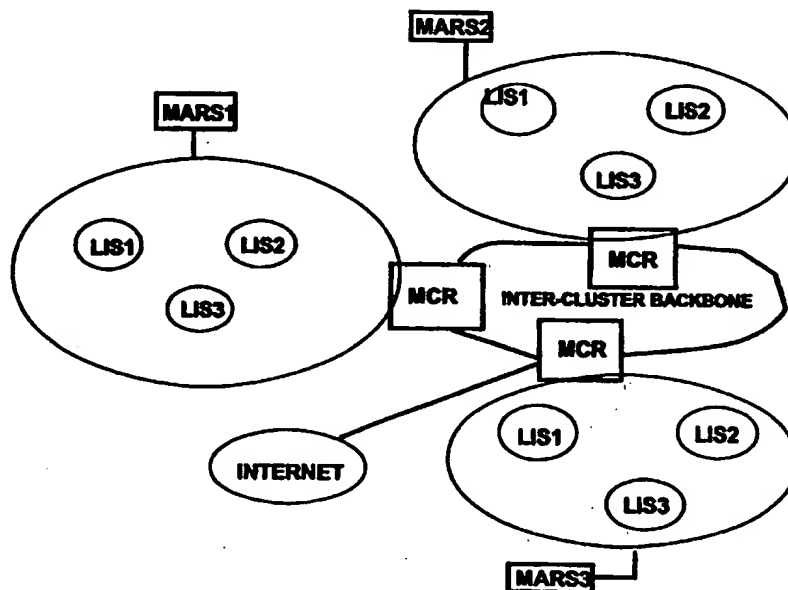 MARS2
LIS1
LIS2
LIS3
MARS1
LIS1
LIS2
LIS3
MCR
MCR
INTER-CLUSTER BACKBONE
MCR
INTERNET
LIS1
LIS2
LIS3
MARS3